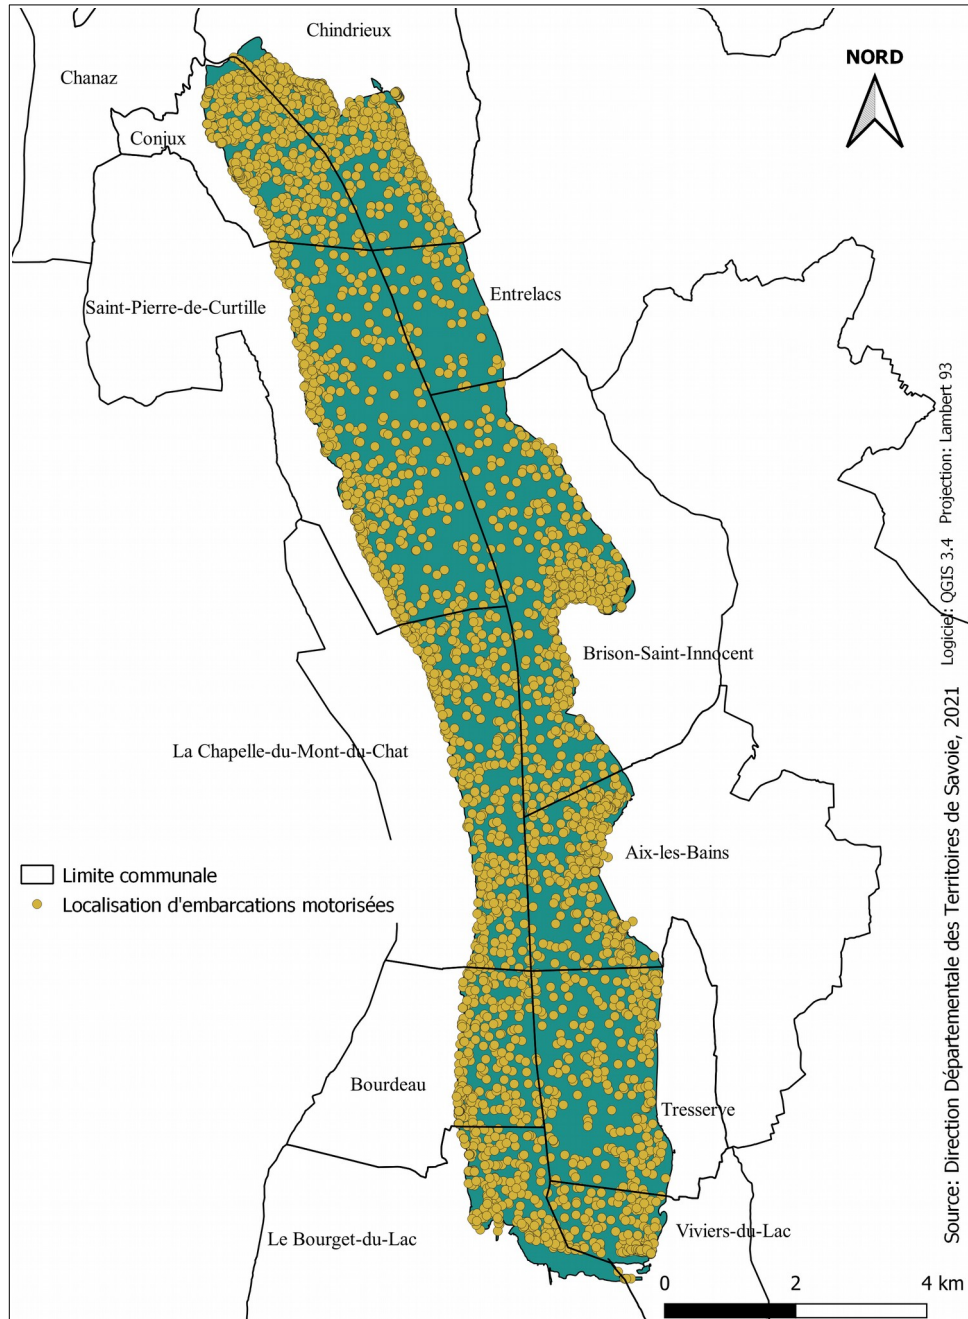 Chindrieux
NORD
Chanaz
Conjux
Saint-Pierre-de-Curtille
Entrelacs
Brison-Saint-Innocent
La Chapelle-du-Mont-du-Chat
Aix-les-Bains
Limite communale
Localisation d'embarcations motorisées
Bourdeau
Tresserve
Le Bourget-du-Lac
Viviers-du-Lac
0 2 4 km
Source: Direction Départementale des Territoires de Savoie, 2021 Logiciel: QGIS 3.4 Projection: Lambert 93